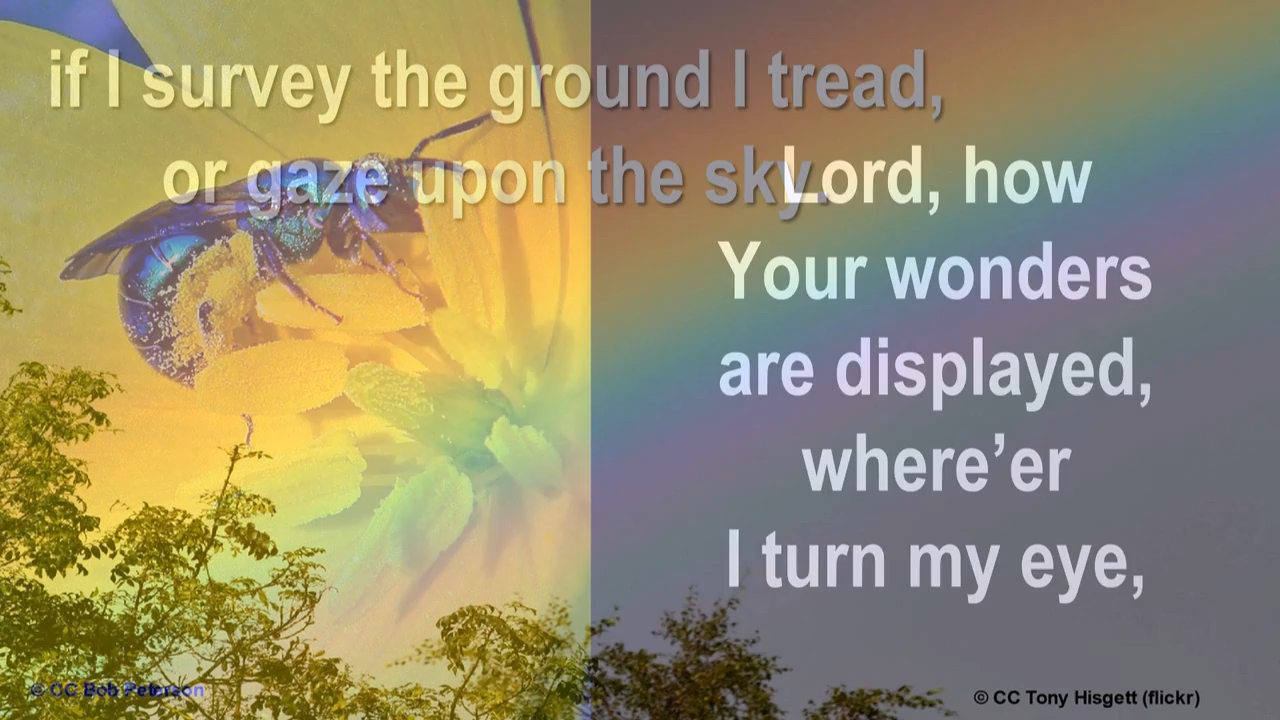 if I survey the ground I tread,
or gaze upon the sky.
Lord, how
Your wonders
are displayed,
where’er
I turn my eye,
© CC Bob Peterson
© CC Tony Hisgett (flickr)